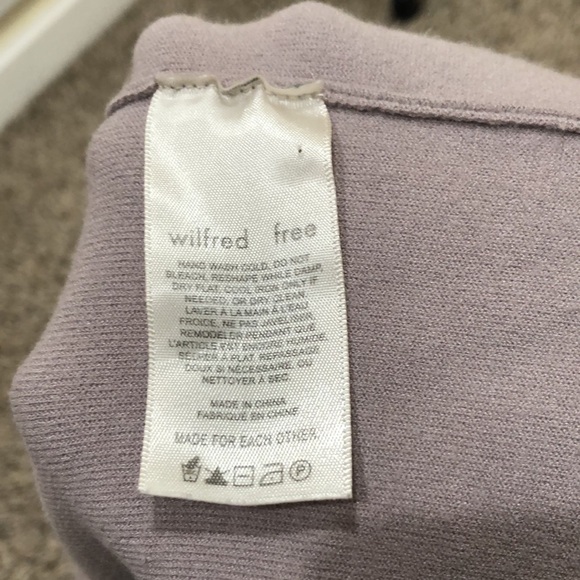 wilfred free
HAND WASH COLD, DO NOT
BLEACH, RESHAPE WHILE DAMP,
DRY FLAT, COOL IRON ONLY IF
NEEDED, OR DRY CLEAN.
LAVER À LA MAIN À L'EAU
FROIDE, NE PAS JAVELLISER,
REMODELER PENDANT QUE
L'ARTICLE EST ENCORE HUMIDE,
SÉCHER À PLAT, REPASSAGE
DOUX SI NÉCESSAIRE, OU
NETTOYER À SEC.
MADE IN CHINA
FABRIQUÉ EN CHINE
MADE FOR EACH OTHER.
P